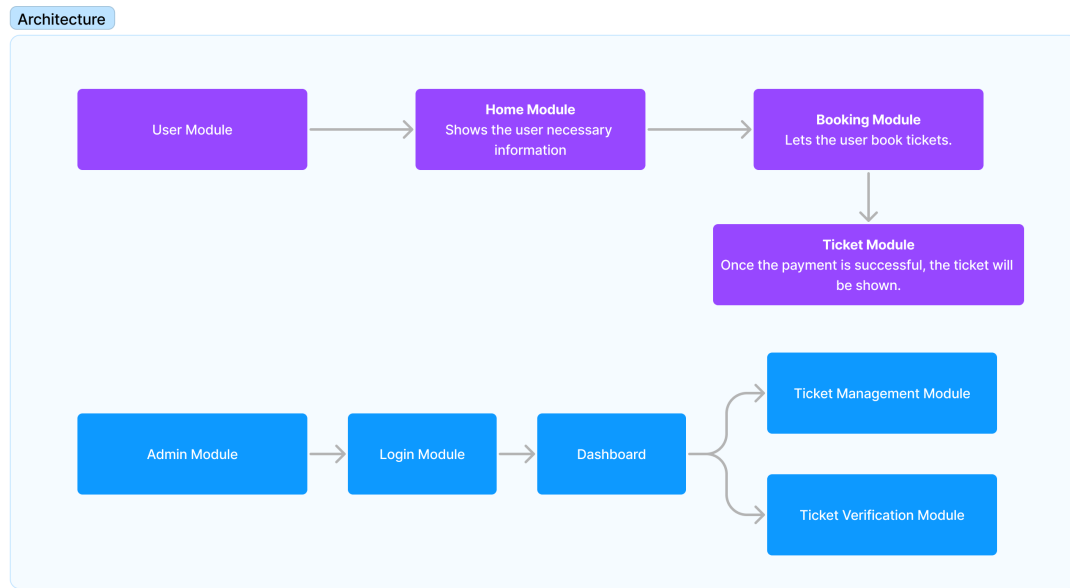 Architecture
User Module
Home Module
Shows the user necessary
information
Booking Module
Lets the user book tickets.
Ticket Module
Once the payment is successful, the ticket will
be shown.
Admin Module
Login Module
Dashboard
Ticket Management Module
Ticket Verification Module